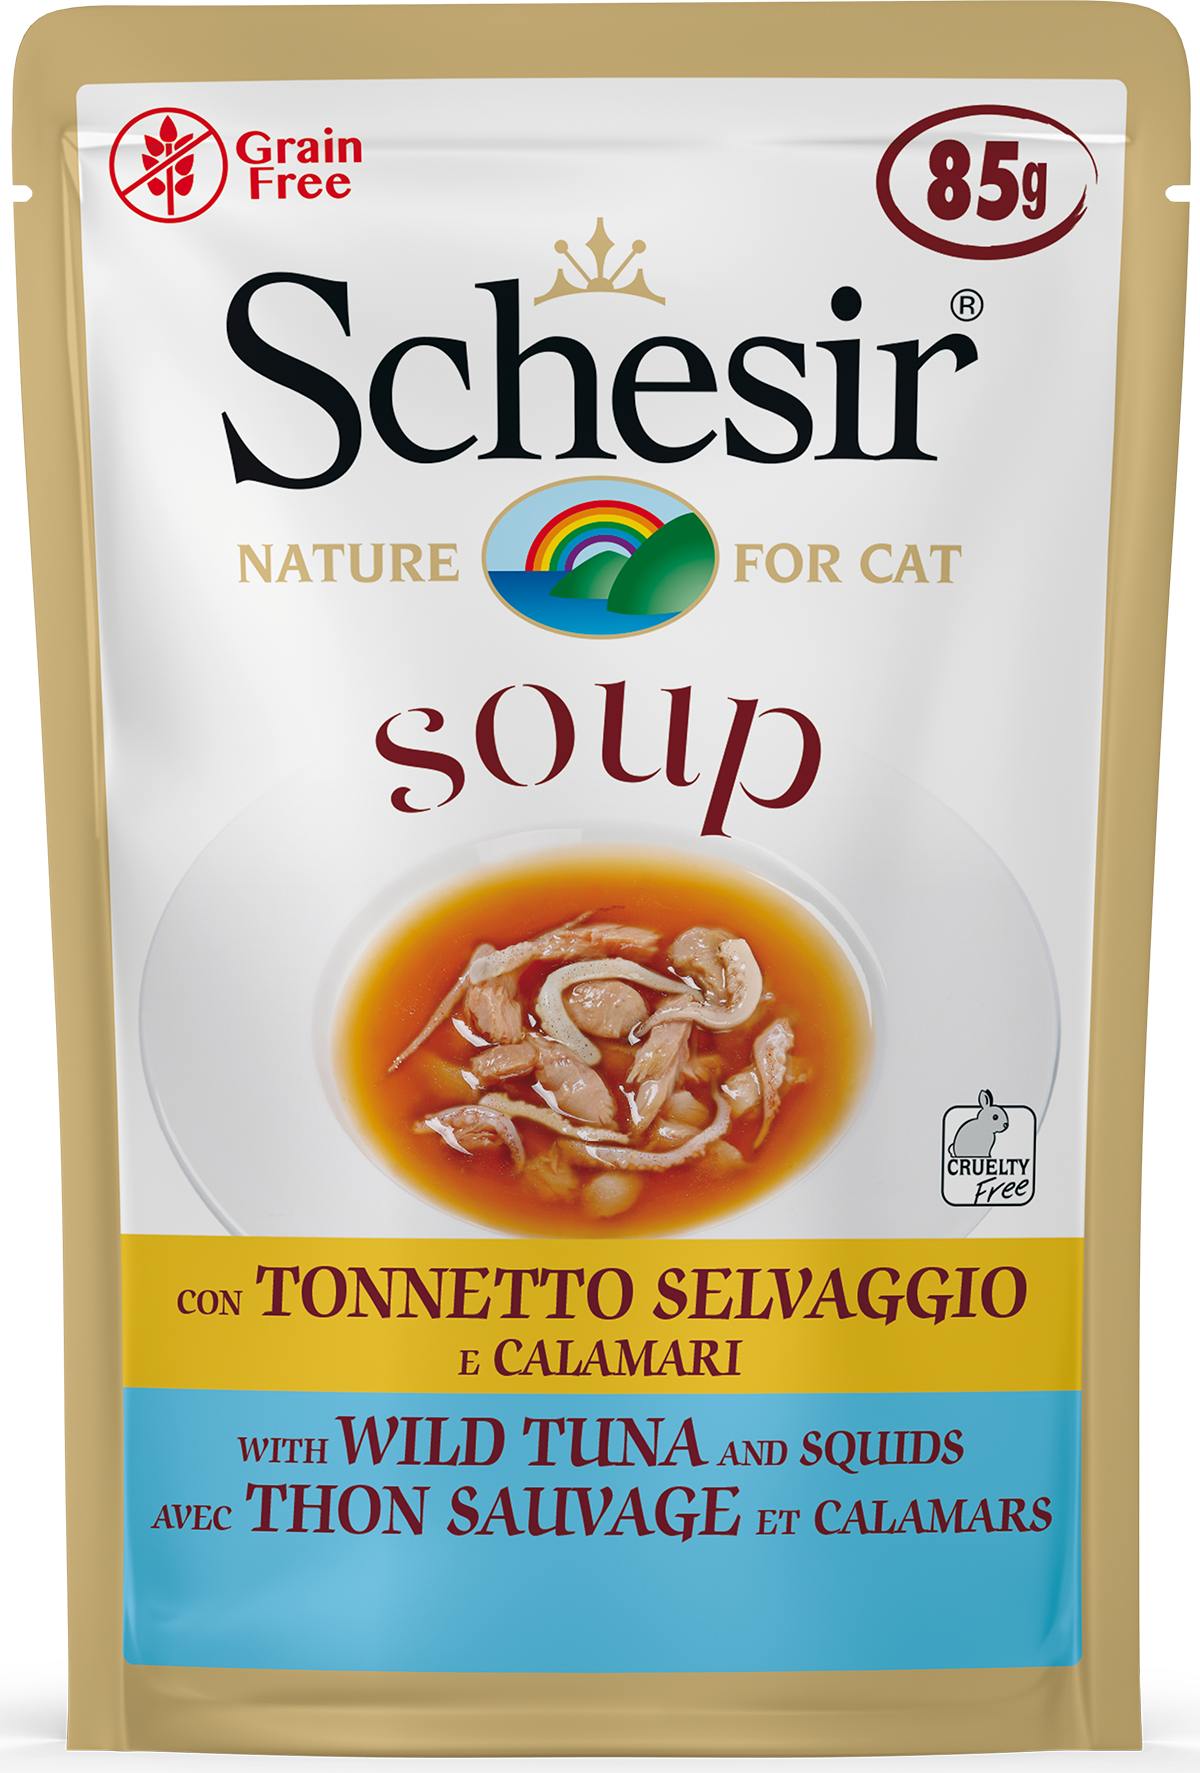 Grain
Free
85g
Schesir®
NATURE FOR CAT
soup
CRUELTY
Free
CON TONNETTO SELVAGGIO
E CALAMARI
WITH WILD TUNA AND SQUIDS
AVEC THON SAUVAGE ET CALAMARS